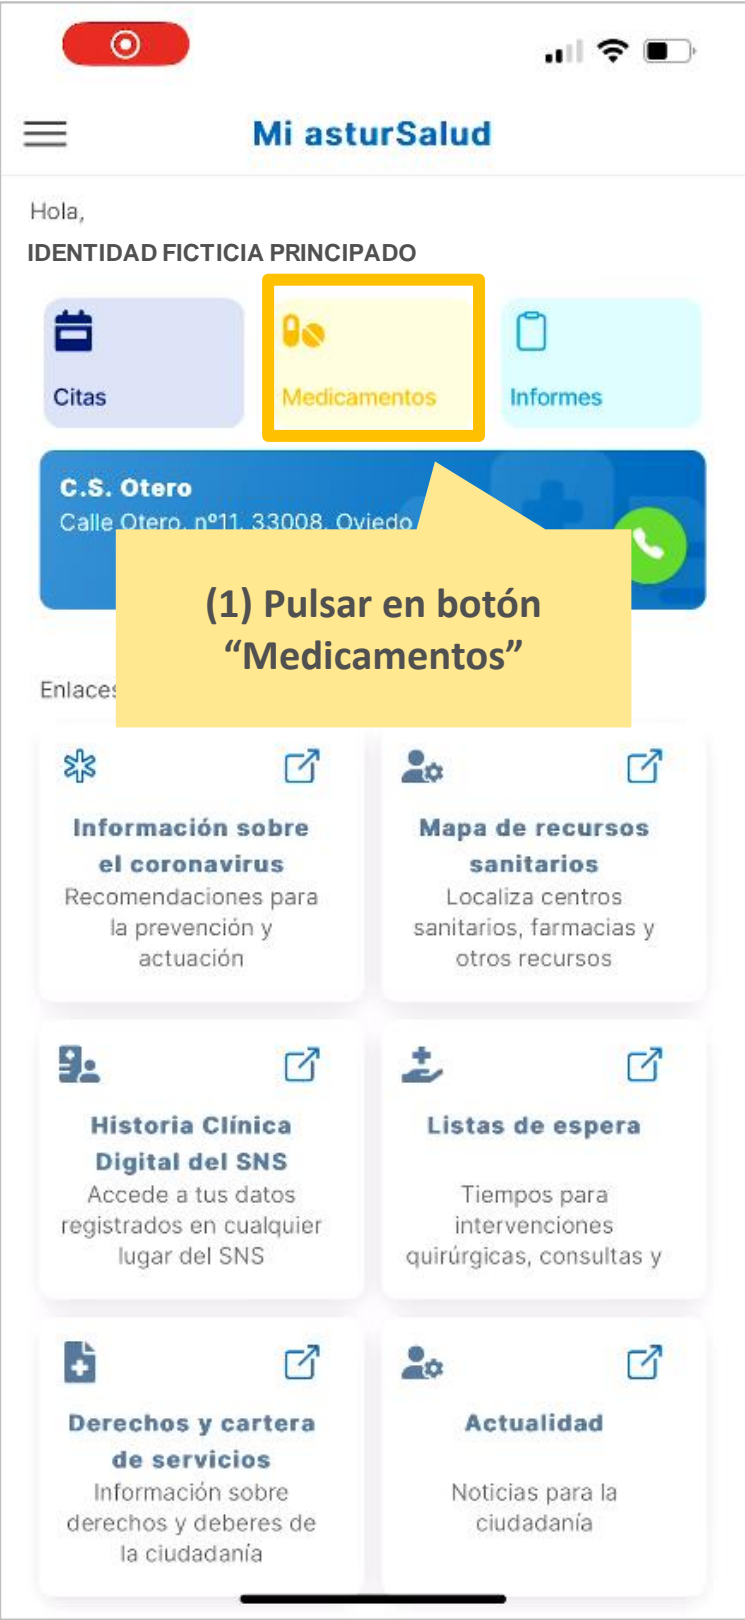 Mi asturSalud
Hola,
IDENTIDAD FICTICIA PRINCIPADO
Citas
Medicamentos
Informes
C.S. Otero
Calle Otero, nº11, 33008, Oviedo
(1) Pulsar en botón
“Medicamentos”
Enlaces
Información sobre
el coronavirus
Recomendaciones para
la prevención y
actuación
Mapa de recursos
sanitarios
Localiza centros
sanitarios, farmacias y
otros recursos
Historia Clínica
Digital del SNS
Accede a tus datos
registrados en cualquier
lugar del SNS
Listas de espera
Tiempos para
intervenciones
quirúrgicas, consultas y
Derechos y cartera
de servicios
Información sobre
derechos y deberes de
la ciudadanía
Actualidad
Noticias para la
ciudadanía